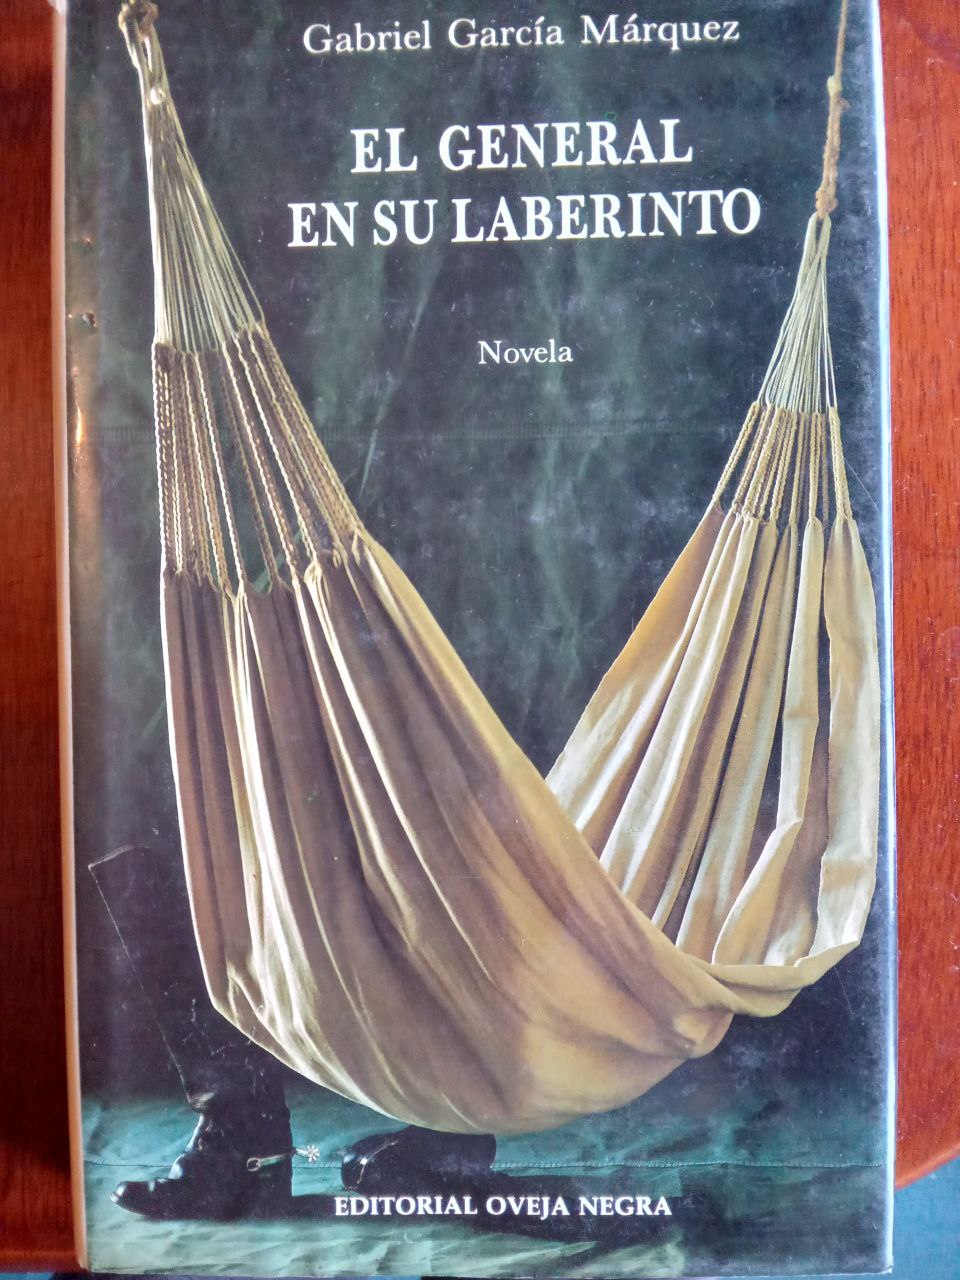 Gabriel García Márquez
EL GENERAL
EN SU LABERINTO
Novela
EDITORIAL OVEJA NEGRA